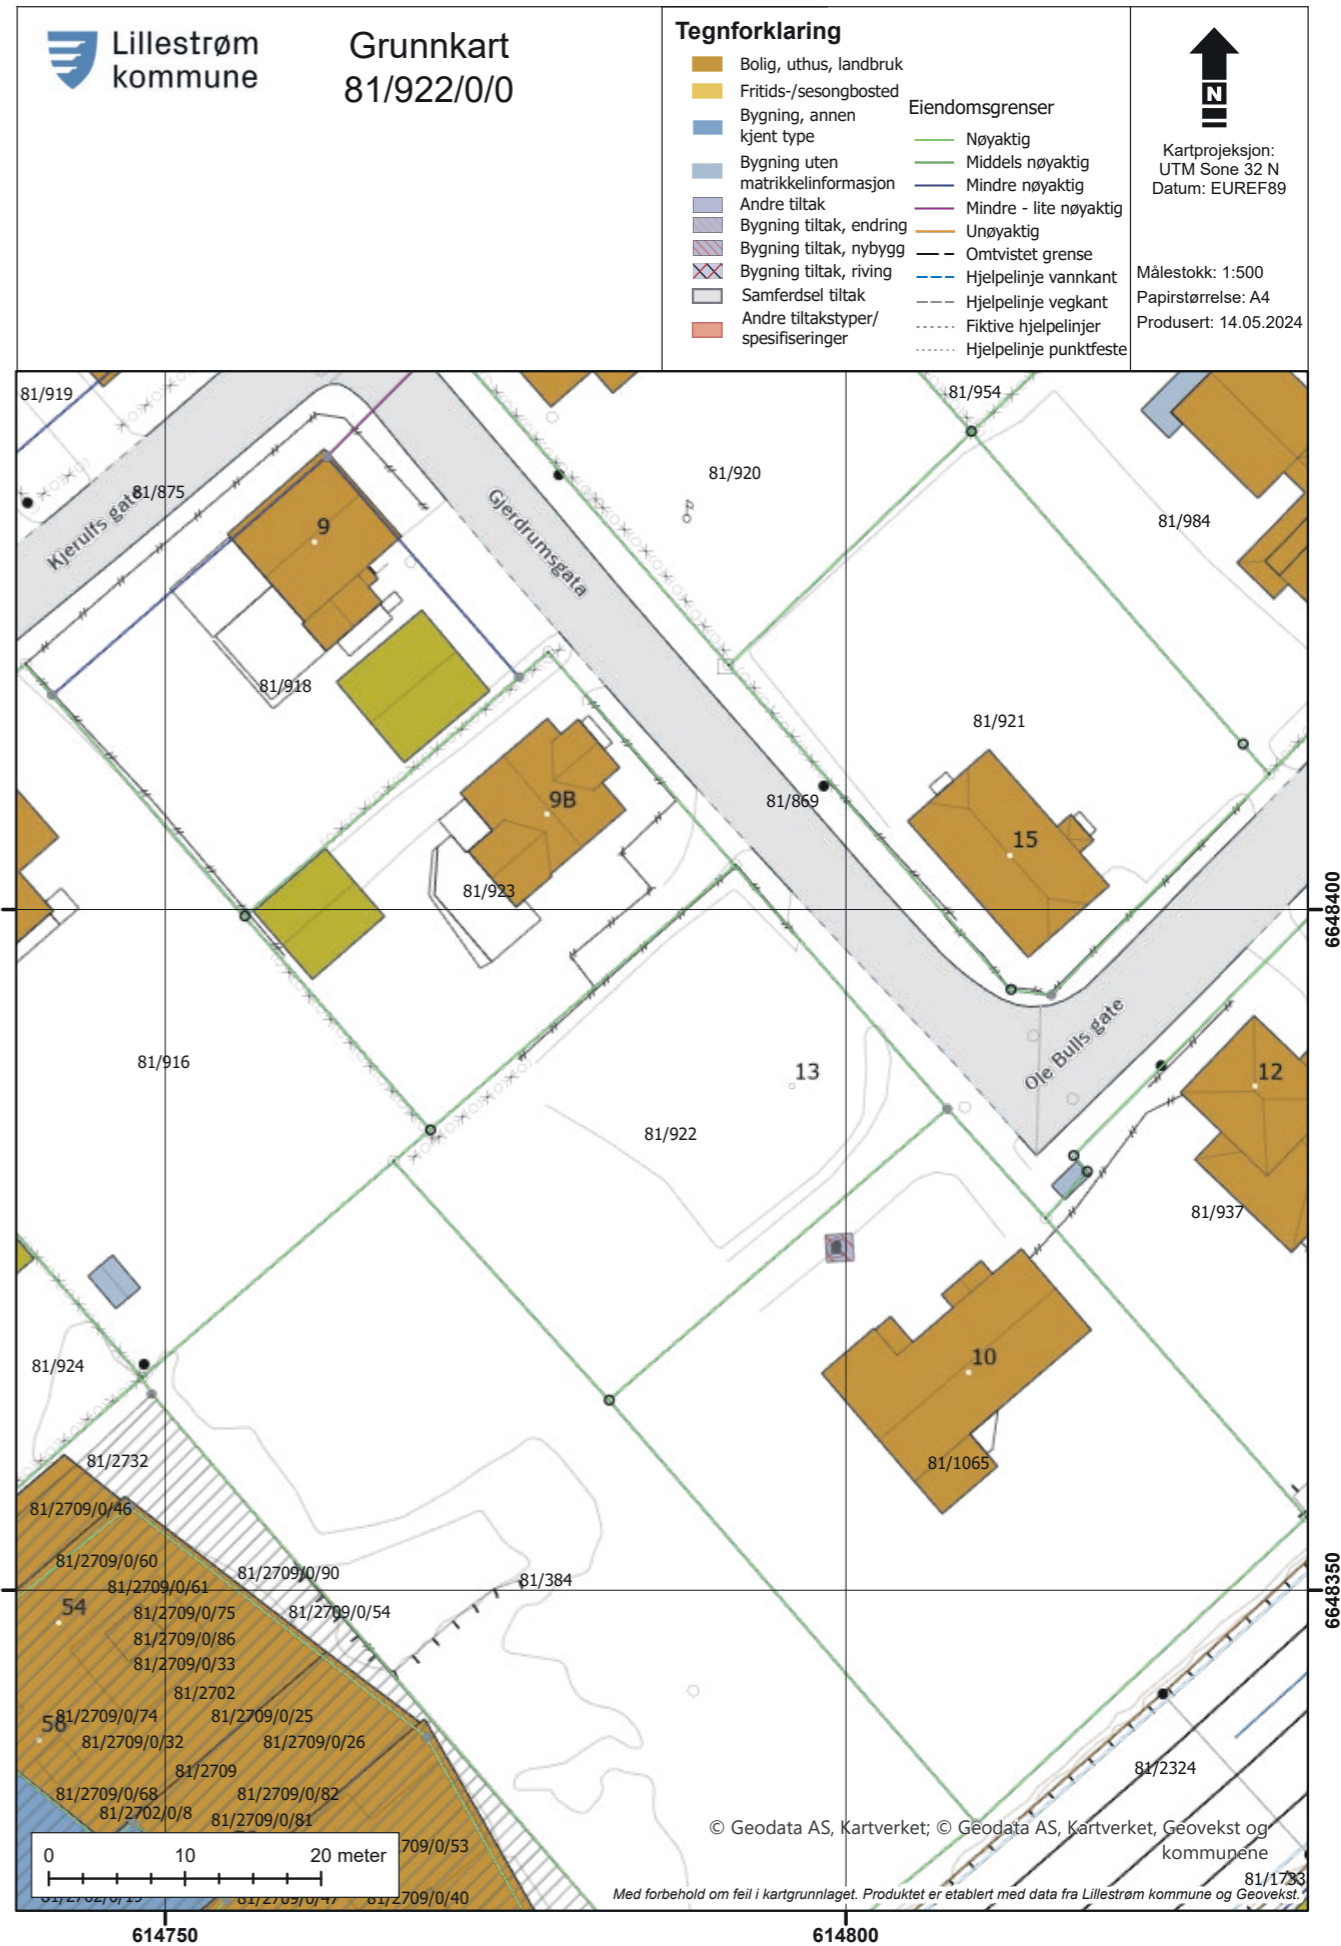 Lillestrøm
kommune
Grunnkart
81/922/0/0
Tegnforklaring
Bolig, uthus, landbruk
Fritids-/sesongbosted
Bygning, annen
kjent type
Bygning uten
matrikkelinformasjon
Andre tiltak
Bygning tiltak, endring
Bygning tiltak, nybygg
Bygning tiltak, riving
Samferdsel tiltak
Andre tiltakstyper/
spesifiseringer
Eiendomsgrenser
Nøyaktig
Middels nøyaktig
Mindre nøyaktig
Mindre - lite nøyaktig
Unøyaktig
Omtvistet grense
Hjelpelinje vannkant
Hjelpelinje vegkant
Fiktive hjelpelinjer
Hjelpelinje punktfeste
N
Kartprojeksjon:
UTM Sone 32 N
Datum: EUREF89
Målestokk: 1:500
Papirstørrelse: A4
Produsert: 14.05.2024
81/919
81/954
81/920
81/875
Kjerulfs gate
9
Gjerdrumsgata
81/984
81/918
81/921
9B
81/869
15
81/923
6648400
81/916
13
Ole Bulls gate
12
81/922
81/937
81/924
10
81/2732
81/1065
81/2709/0/46
81/2709/0/60
81/2709/0/90
81/384
6648350
81/2709/0/61
54
81/2709/0/75
81/2709/0/54
81/2709/0/86
81/2709/0/33
81/2702
56
81/2709/0/74
81/2709/0/25
81/2709/0/32
81/2709/0/26
81/2709
81/2324
81/2709/0/68
81/2709/0/82
81/2702/0/8
81/2709/0/81
709/0/53
81/2709/0/40
0 10 20 meter
© Geodata AS, Kartverket; © Geodata AS, Kartverket, Geovekst og
kommunene
81/1733
Med forbehold om feil i kartgrunnlaget. Produktet er etablert med data fra Lillestrøm kommune og Geovekst.
614750
614800